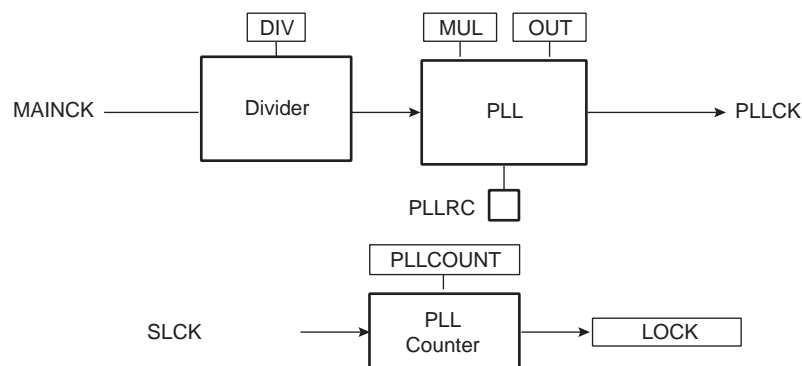 DIV
MUL
OUT
MAINCK
Divider
PLL
PLLCK
PLLRC
PLLCOUNT
SLCK
PLL
Counter
LOCK